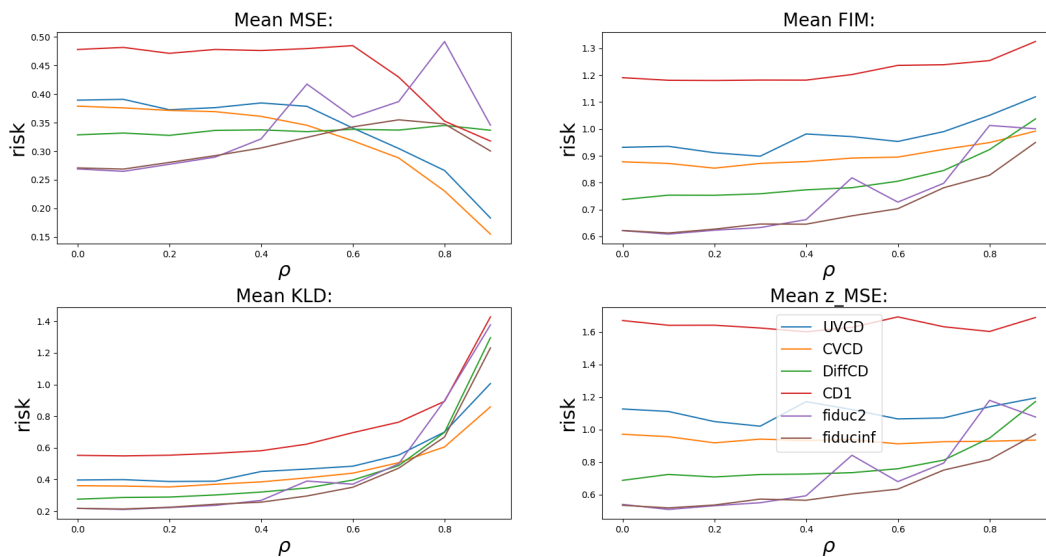 Mean MSE:
0.50
0.45
0.40
0.35
0.30
0.25
0.20
0.15
risk
0.0 0.2 0.4 0.6 0.8
ρ
Mean FIM:
1.3
1.2
1.1
1.0
0.9
0.8
0.7
0.6
risk
0.0 0.2 0.4 0.6 0.8
ρ
Mean KLD:
1.4
1.2
1.0
0.8
0.6
0.4
0.2
risk
0.0 0.2 0.4 0.6 0.8
ρ
Mean z_MSE:
1.6
1.4
1.2
1.0
0.8
0.6
risk
UVCD
CVCD
DiffCD
CD1
fiduc2
fiducinf
0.0 0.2 0.4 0.6 0.8
ρ